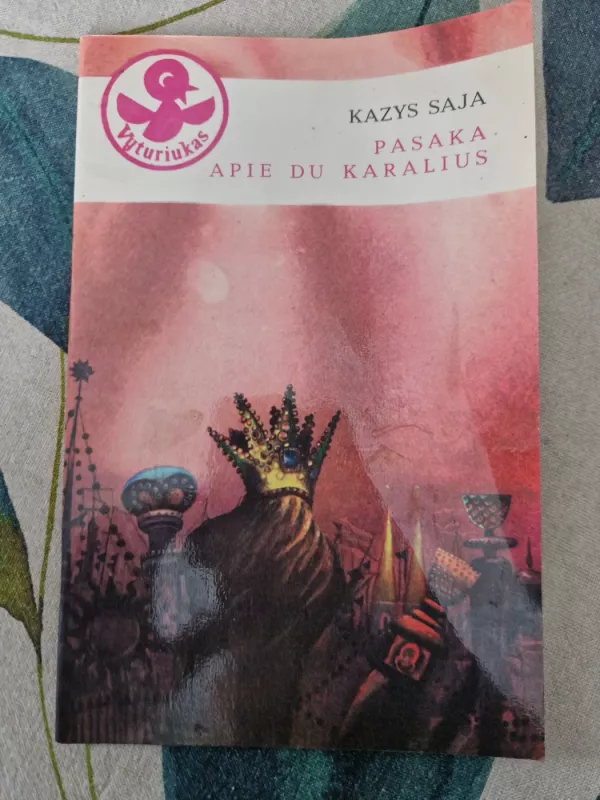 Vyturiukas
KAZYS SAJA
PASAKA
APIE DU KARALIUS